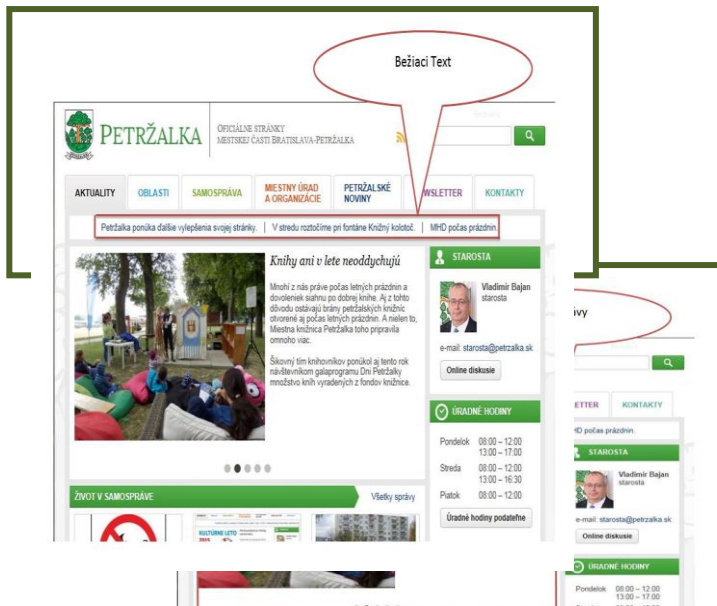 Bežiaci Text
PETRŽALKA
OFICIÁLNE STRÁNKY
MESTSKEJ ČASTI BRATISLAVA-PETRŽALKA
AKTUALITY
OBLASTI
SAMOSPRÁVA
MIESTNY ÚRAD
A ORGANIZÁCIE
PETRŽALSKÉ
NOVINY
WSLETTER
KONTAKTY
Petržalka ponúka ďalšie vylepšenia svojej stránky. | V stredu roztočíme pri fontáne Knižný kolotoč. | MHD počas prázdnin.
Knihy ani v lete neoddychujú
Mnohí z nás práve počas letných prázdnin a
dovoleniek siahnu po dobrej knihe. Aj z tohto
dôvodu ostávajú brány petržalských knižníc
otvorené aj počas letných prázdnin. A nielen to,
Miestna knižnica Petržalka toho pripravila
omnoho viac.
Šikovný tím knihovníkov ponúkol aj tento rok
návštevníkom galaprogramu Dni Petržalky
množstvo kníh vyradených z fondov knižnice.
STAROSTA
Vladimír Bajan
starosta
e-mail: starosta@petrzalka.sk
Online diskusie
ÚRADNÉ HODINY
Pondelok 08:00 – 12:00
13:00 – 17:00
Streda 08:00 – 12:00
13:00 – 16:30
Piatok 08:00 – 12:00
Úradné hodiny podateľne
ŽIVOT V SAMOSPRÁVE
Všetky správy
KULTÚRNE LETO
ávy
ETTER
KONTAKTY
HD počas prázdnin.
STAROSTA
Vladimír Bajan
starosta
e-mail: starosta@petrzalka.sk
Online diskusie
ÚRADNÉ HODINY
Pondelok 08:00 – 12:00
13:00 – 17:00